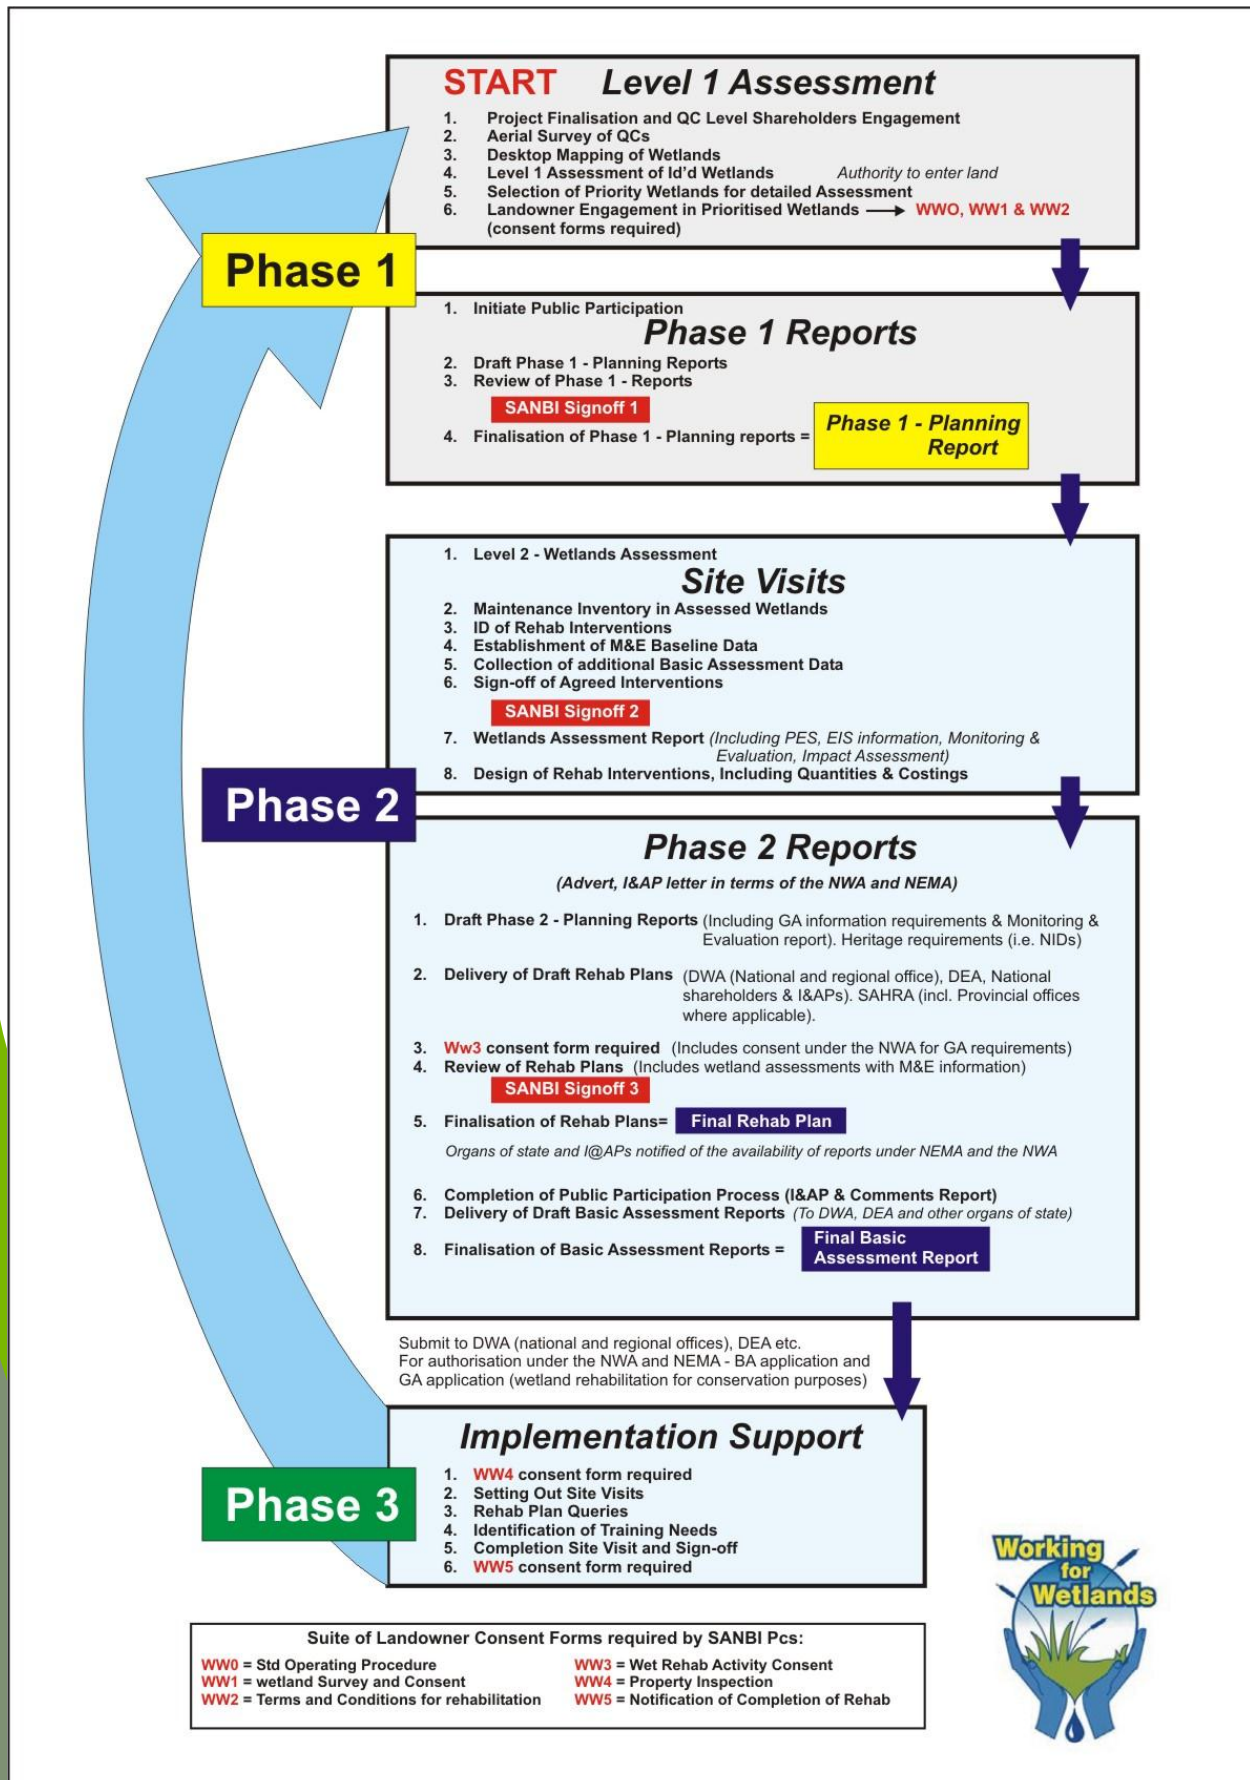 START Level 1 Assessment
1. Project Finalisation and QC Level Shareholders Engagement
2. Aerial Survey of QCs
3. Desktop Mapping of Wetlands
4. Level 1 Assessment of Id'd Wetlands Authority to enter land
5. Selection of Priority Wetlands for detailed Assessment
6. Landowner Engagement in Prioritised Wetlands WWO, WW1 & WW2
(consent forms required)
Phase 1
1. Initiate Public Participation
Phase 1 Reports
2. Draft Phase 1 - Planning Reports
3. Review of Phase 1 - Reports
SANBI Signoff 1
4. Finalisation of Phase 1 - Planning reports =
Phase 1 - Planning
Report
1. Level 2 - Wetlands Assessment
Site Visits
2. Maintenance Inventory in Assessed Wetlands
3. ID of Rehab Interventions
4. Establishment of M&E Baseline Data
5. Collection of additional Basic Assessment Data
6. Sign-off of Agreed Interventions
SANBI Signoff 2
7. Wetlands Assessment Report (Including PES, EIS information, Monitoring &
Evaluation, Impact Assessment)
8. Design of Rehab Interventions, Including Quantities & Costings
Phase 2
Phase 2 Reports
(Advert, I&AP letter in terms of the NWA and NEMA)
1. Draft Phase 2 - Planning Reports (Including GA information requirements & Monitoring &
Evaluation report). Heritage requirements (i.e. NIDs)
2. Delivery of Draft Rehab Plans (DWA (National and regional office), DEA, National
shareholders & I&APs). SAHRA (incl. Provincial offices
where applicable).
3. Ww3 consent form required (Includes consent under the NWA for GA requirements)
4. Review of Rehab Plans (Includes wetland assessments with M&E information)
SANBI Signoff 3
5. Finalisation of Rehab Plans= Final Rehab Plan
Organs of state and I@APs notified of the availability of reports under NEMA and the NWA
6. Completion of Public Participation Process (I&AP & Comments Report)
7. Delivery of Draft Basic Assessment Reports (To DWA, DEA and other organs of state)
8. Finalisation of Basic Assessment Reports =
Final Basic
Assessment Report
Submit to DWA (national and regional offices), DEA etc.
For authorisation under the NWA and NEMA - BA application and
GA application (wetland rehabilitation for conservation purposes)
Implementation Support
1. WW4 consent form required
2. Setting Out Site Visits
3. Rehab Plan Queries
4. Identification of Training Needs
5. Completion Site Visit and Sign-off
6. WW5 consent form required
Phase 3
Working
for
Wetlands
Suite of Landowner Consent Forms required by SANBI Pcs:
WW0 = Std Operating Procedure WW3 = Wet Rehab Activity Consent
WW1 = wetland Survey and Consent WW4 = Property Inspection
WW2 = Terms and Conditions for rehabilitation WW5 = Notification of Completion of Rehab